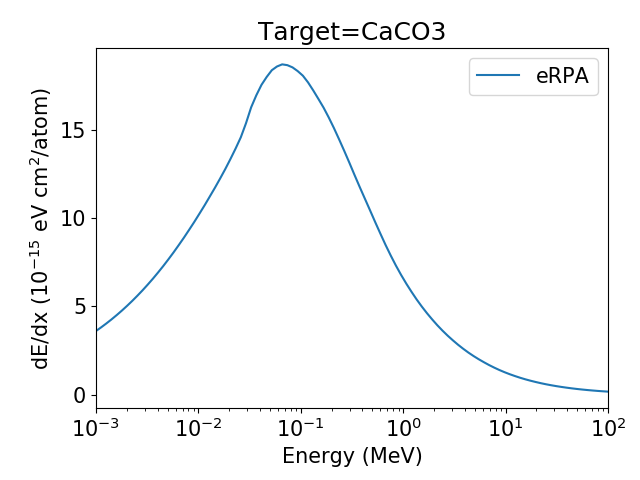 Target=CaCO3
eRPA
dE/dx (10⁻¹⁵ eV cm²/atom)
15
10
5
0
10⁻³ 10⁻² 10⁻¹ 10⁰ 10¹ 10²
Energy (MeV)